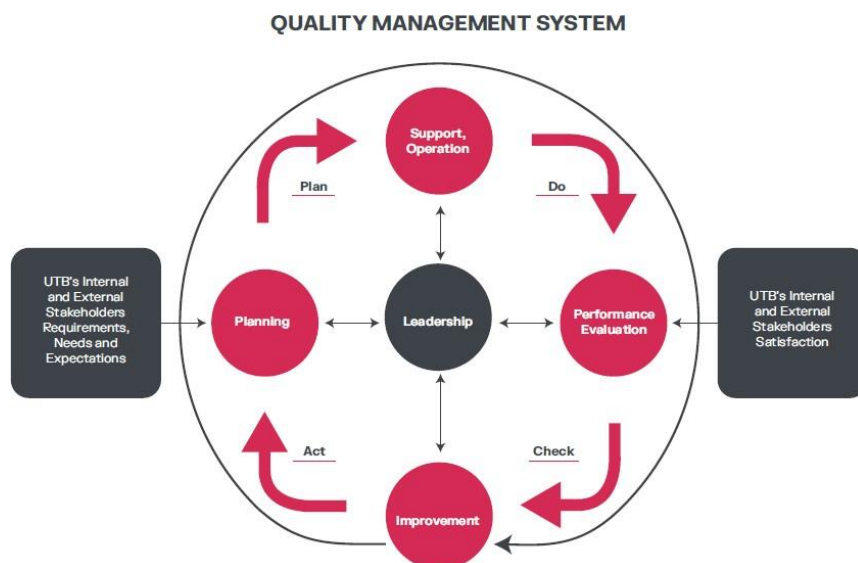 QUALITY MANAGEMENT SYSTEM
Support,
Operation
Plan
Do
UTB's Internal
and External
Stakeholders
Requirements,
Needs and
Expectations
Planning
Leadership
Performance
Evaluation
UTB's Internal
and External
Stakeholders
Satisfaction
Act
Check
Improvement